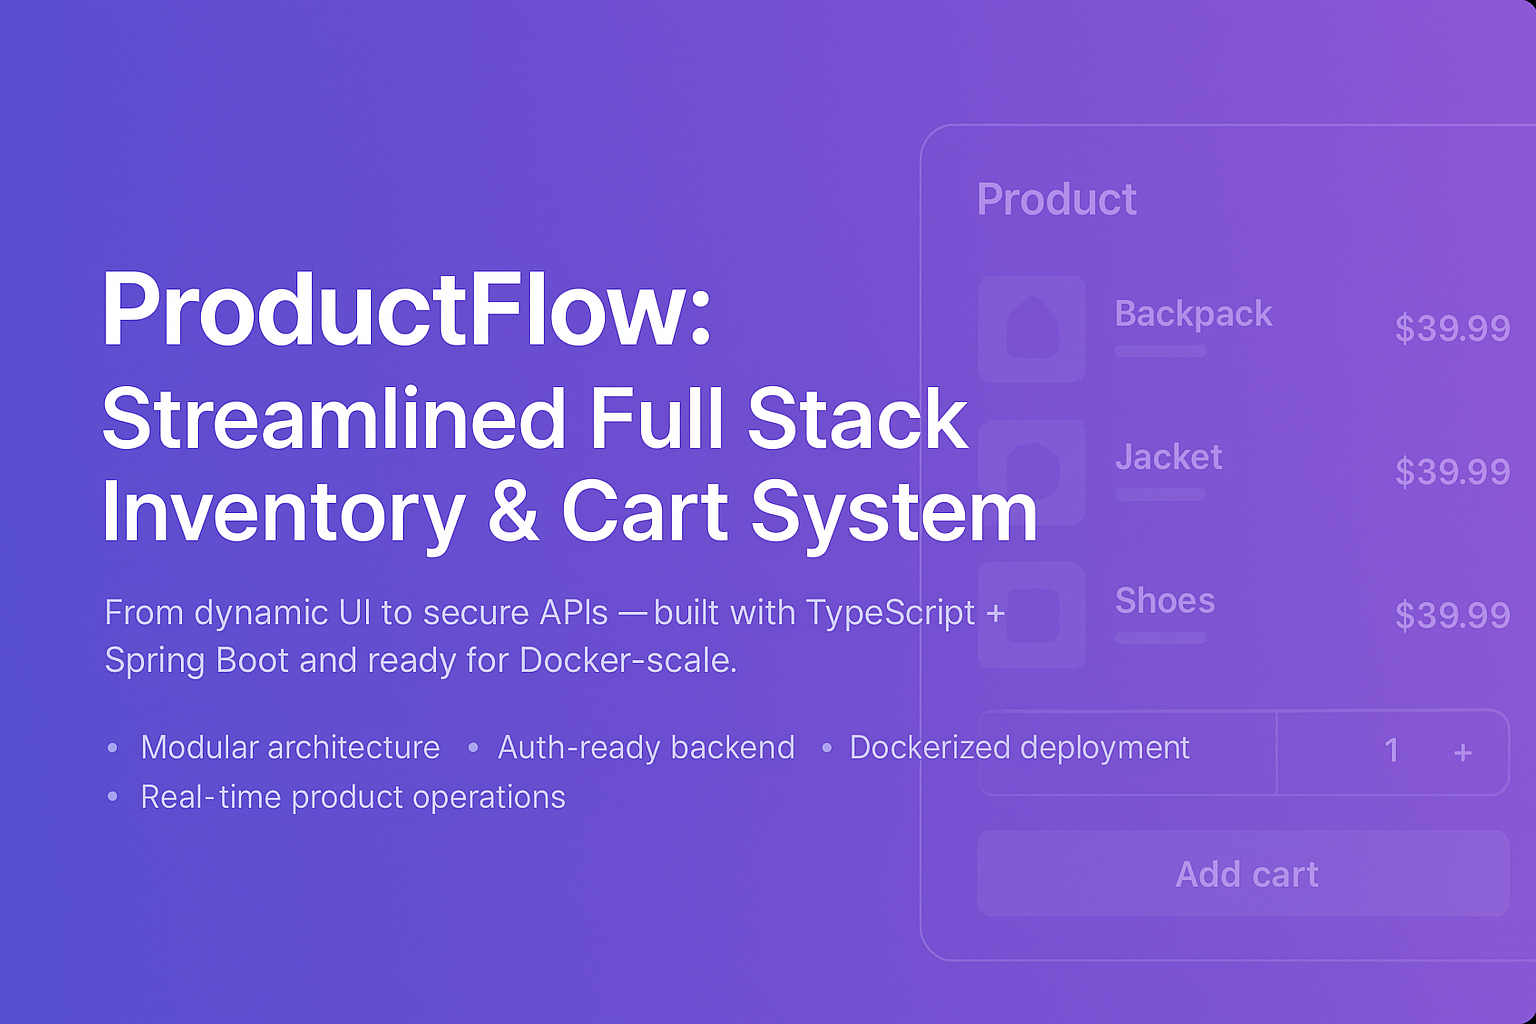 ProductFlow:
Streamlined Full Stack
Inventory & Cart System
From dynamic UI to secure APIs — built with TypeScript +
Spring Boot and ready for Docker-scale.
• Modular architecture • Auth-ready backend • Dockerized deployment
• Real-time product operations
Product
Backpack $39.99
Jacket $39.99
Shoes $39.99
1 +
Add cart